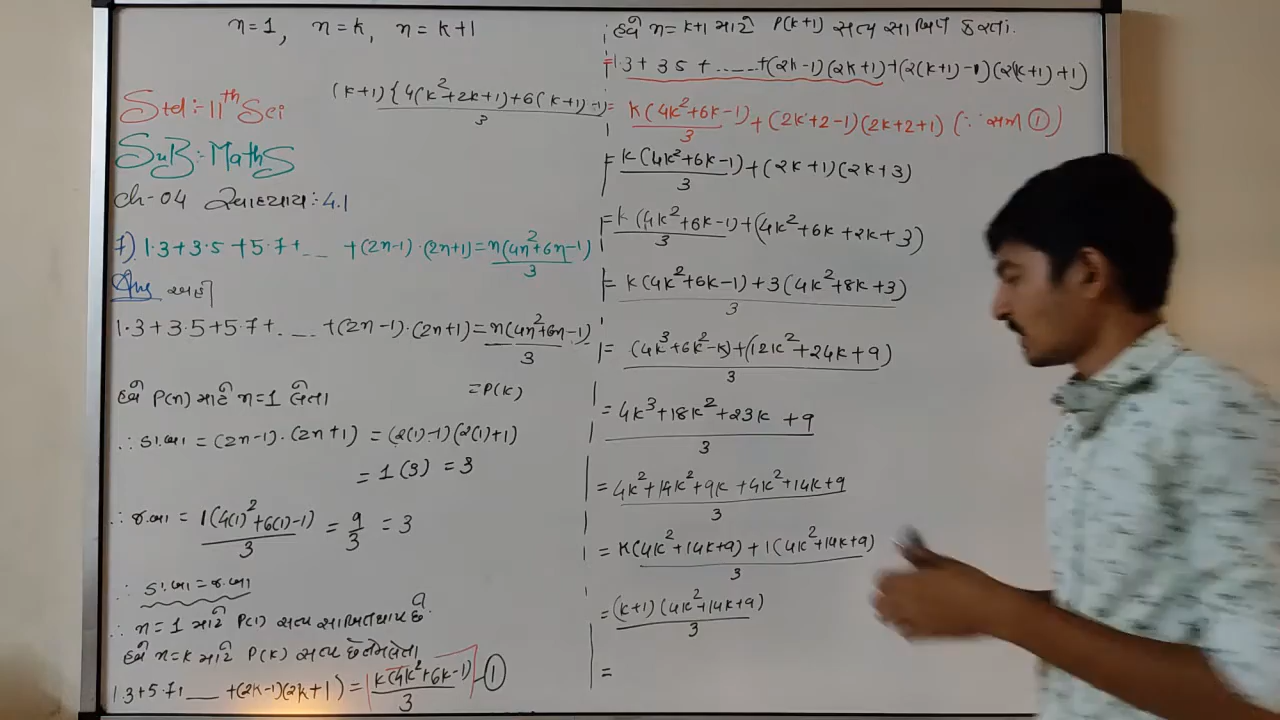 n=1, n=k, n=k+1
(k+1){4(k²+2k+1)+6(k+1)-1
3
Std:-11th Sci
SuB:-MathS
ch-04 સ્વાધ્યાય:4.1
7) 1.3+3.5+5.7+.... +(2n-1).(2n+1)=n(4n²+6n-1)
3
Ans અહીં
1.3+3.5+5.7+.... +(2n-1).(2n+1)=n(4n²+6n-1)
3
હવે P(n) માટે n=1 લેતા =P(k)
∴ ડા.બા = (2n-1).(2n+1) = (2(1)-1)(2(1)+1)
= 1(3) = 3
∴ જ.બા = 1(4(1)²+6(1)-1) = 9 = 3
3 3
∴ ડા.બા = જ.બા
∴ n=1 માટે P(1) સત્ય સાબિત થાય છે.
હવે n=k માટે P(k) સત્ય છે તેમ લેતા
1.3+5.7+.... +(2k-1)(2k+1) = k(4k²+6k-1) -①
3
હવે n=k+1 માટે P(k+1) સત્ય સાબિત કરતા.
=1.3+3.5+.....+(2k-1)(2k+1)+(2(k+1)-1)(2(k+1)+1)
= k(4k²+6k-1)+(2k+2-1)(2k+2+1) (∵ સમી ①)
3
= k(4k²+6k-1)+(2k+1)(2k+3)
3
= k(4k²+6k-1)+(4k²+6k+2k+3)
3
= k(4k²+6k-1)+3(4k²+8k+3)
3
= (4k³+6k²-k)+(12k²+24k+9)
3
= 4k³+18k²+23k +9
3
= 4k²+14k²+9k+4k²+14k+9
3
= k(4k²+14k+9)+1(4k²+14k+9)
3
= (k+1)(4k²+14k+9)
3
=